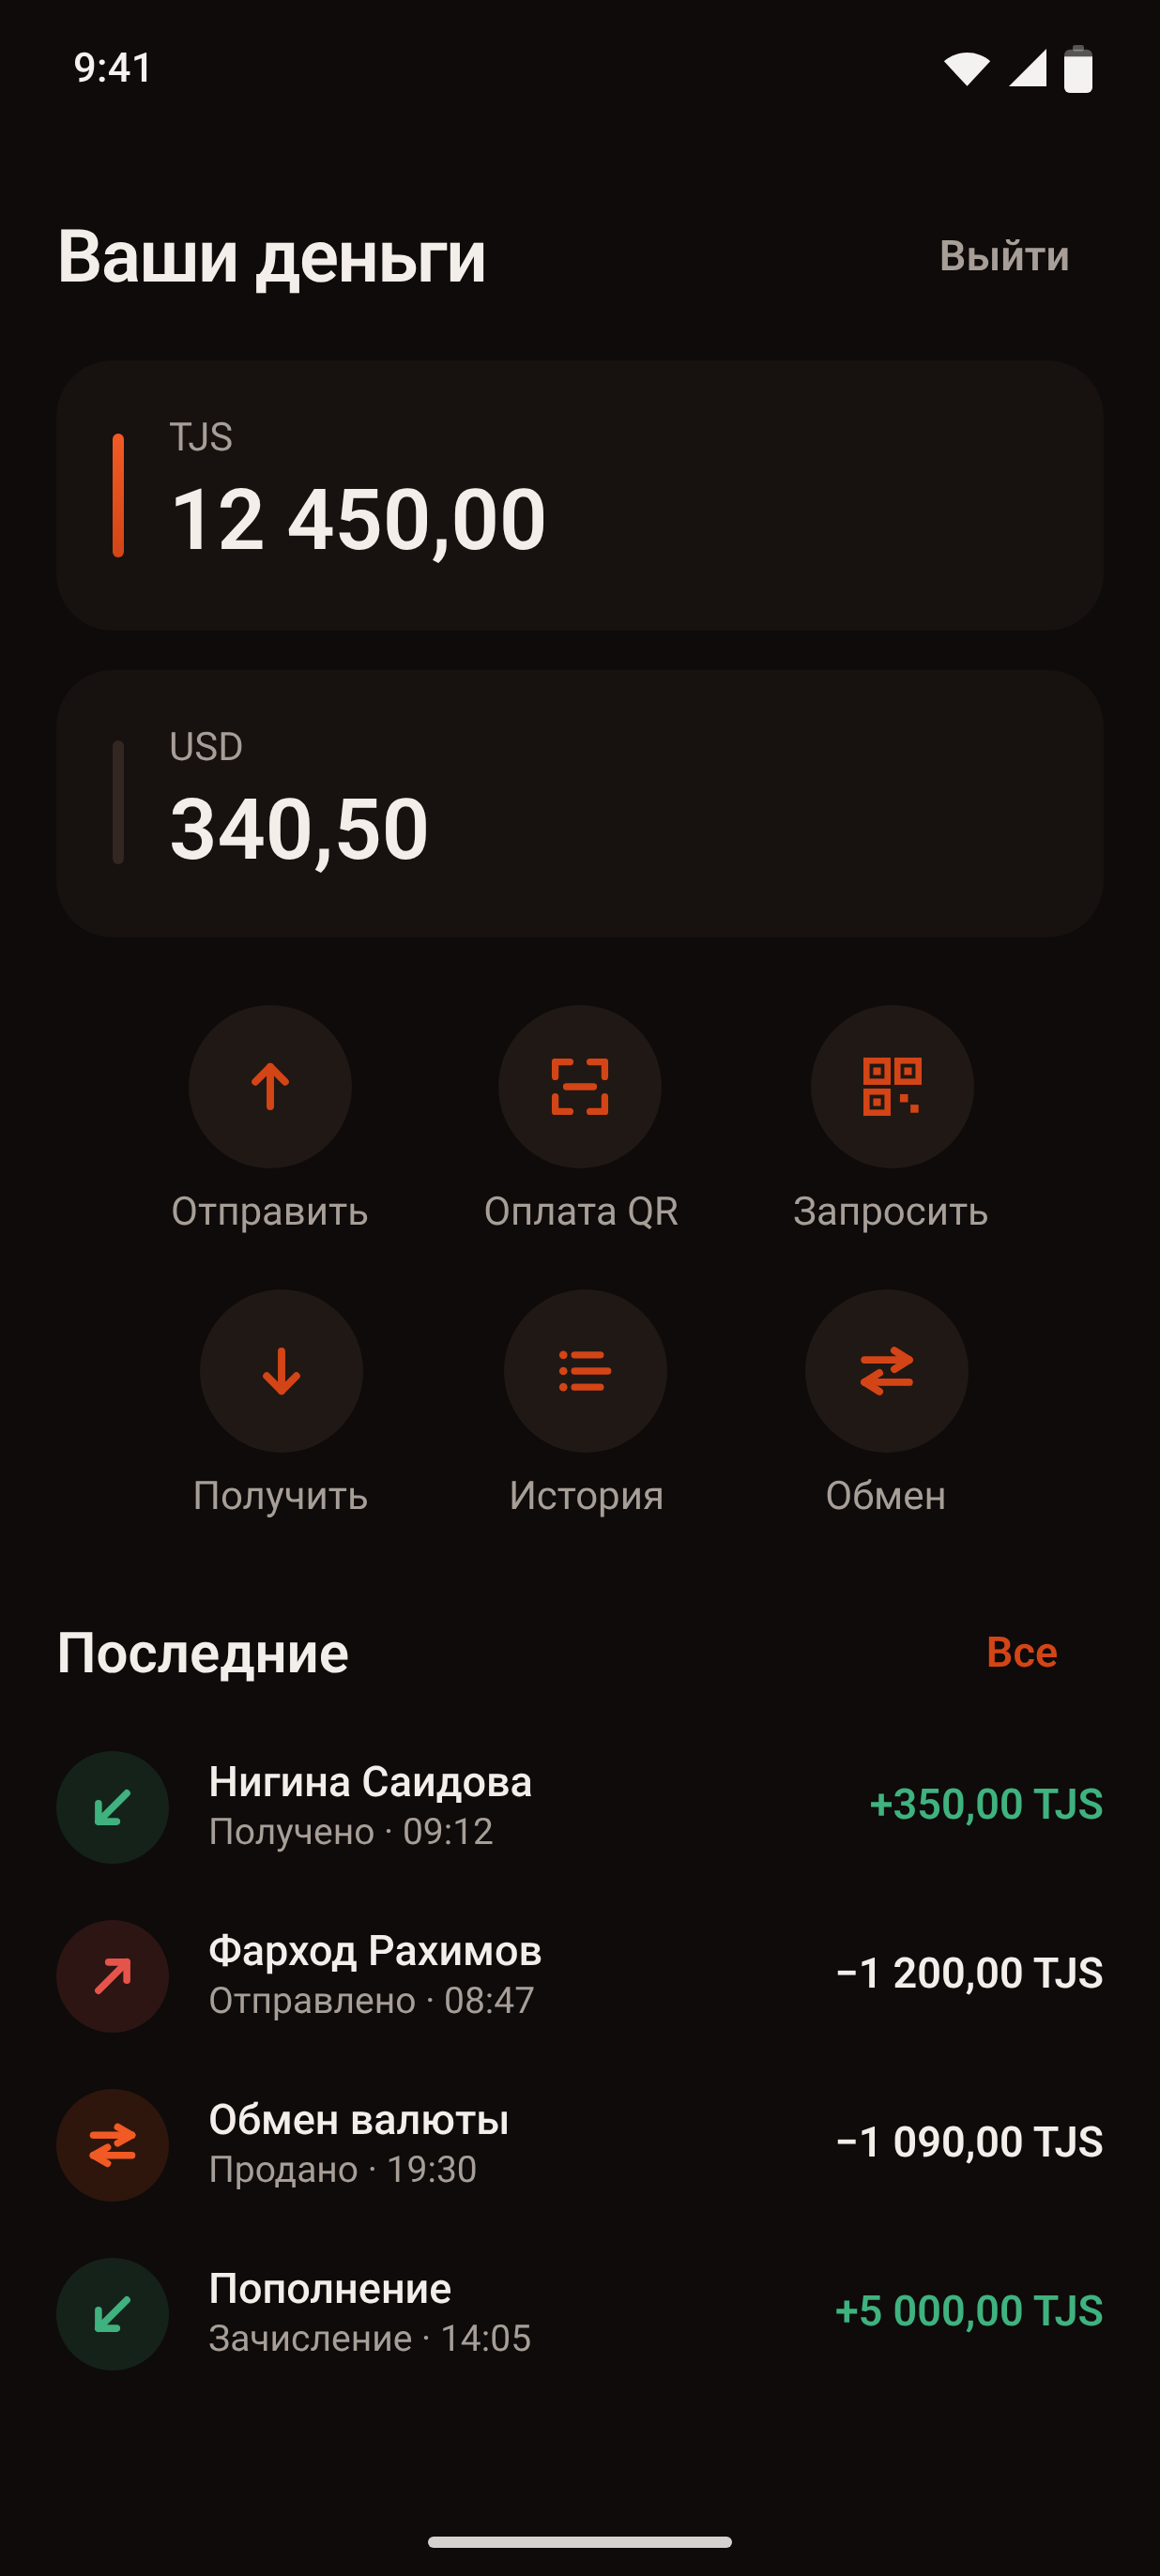 9:41
Ваши деньги
Выйти
TJS
12 450,00
USD
340,50
Отправить
Оплата QR
Запросить
Получить
История
Обмен
Последние
Все
Нигина Саидова
Получено · 09:12
+350,00 TJS
Фарход Рахимов
Отправлено · 08:47
−1 200,00 TJS
Обмен валюты
Продано · 19:30
−1 090,00 TJS
Пополнение
Зачисление · 14:05
+5 000,00 TJS